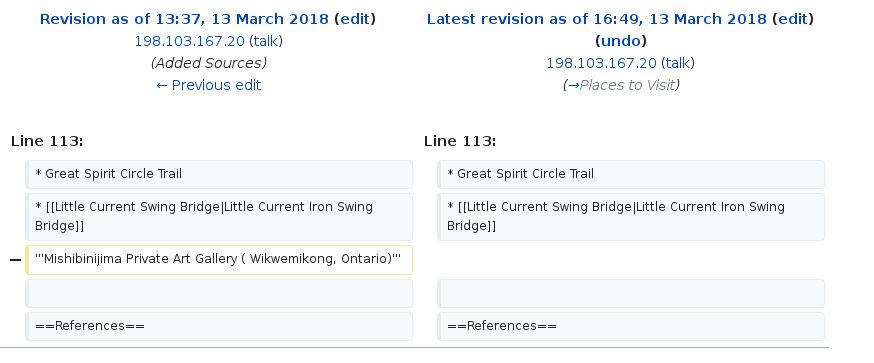 Revision as of 13:37, 13 March 2018 (edit)
198.103.167.20 (talk)
(Added Sources)
← Previous edit
Latest revision as of 16:49, 13 March 2018 (edit)
(undo)
198.103.167.20 (talk)
(→Places to Visit)
Line 113:
Line 113:
* Great Spirit Circle Trail
* Great Spirit Circle Trail
* [[Little Current Swing Bridge|Little Current Iron Swing
Bridge]]
* [[Little Current Swing Bridge|Little Current Iron Swing
Bridge]]
− '''Mishibinijima Private Art Gallery ( Wikwemikong, Ontario)'''
==References==
==References==